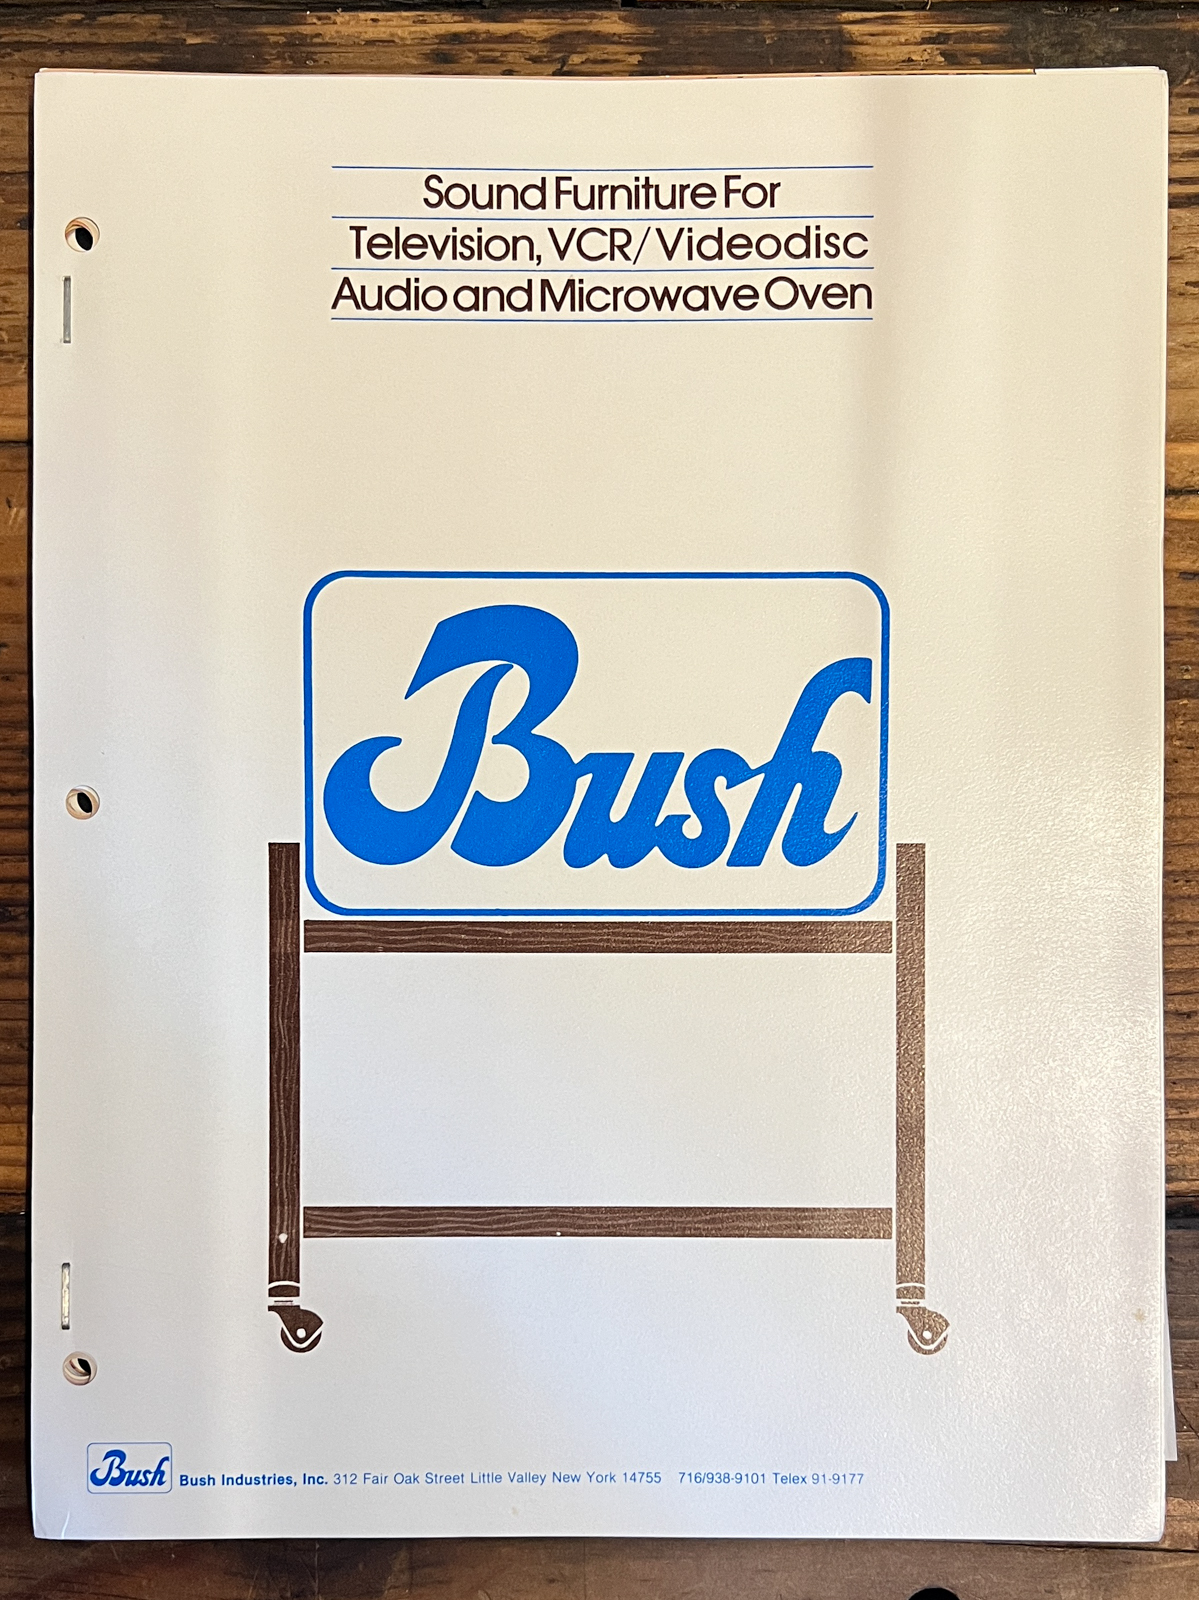 Sound Furniture For
Television, VCR/Videodisc
Audio and Microwave Oven
Bush
Bush Bush Industries, Inc. 312 Fair Oak Street Little Valley New York 14755 716/938-9101 Telex 91-9177